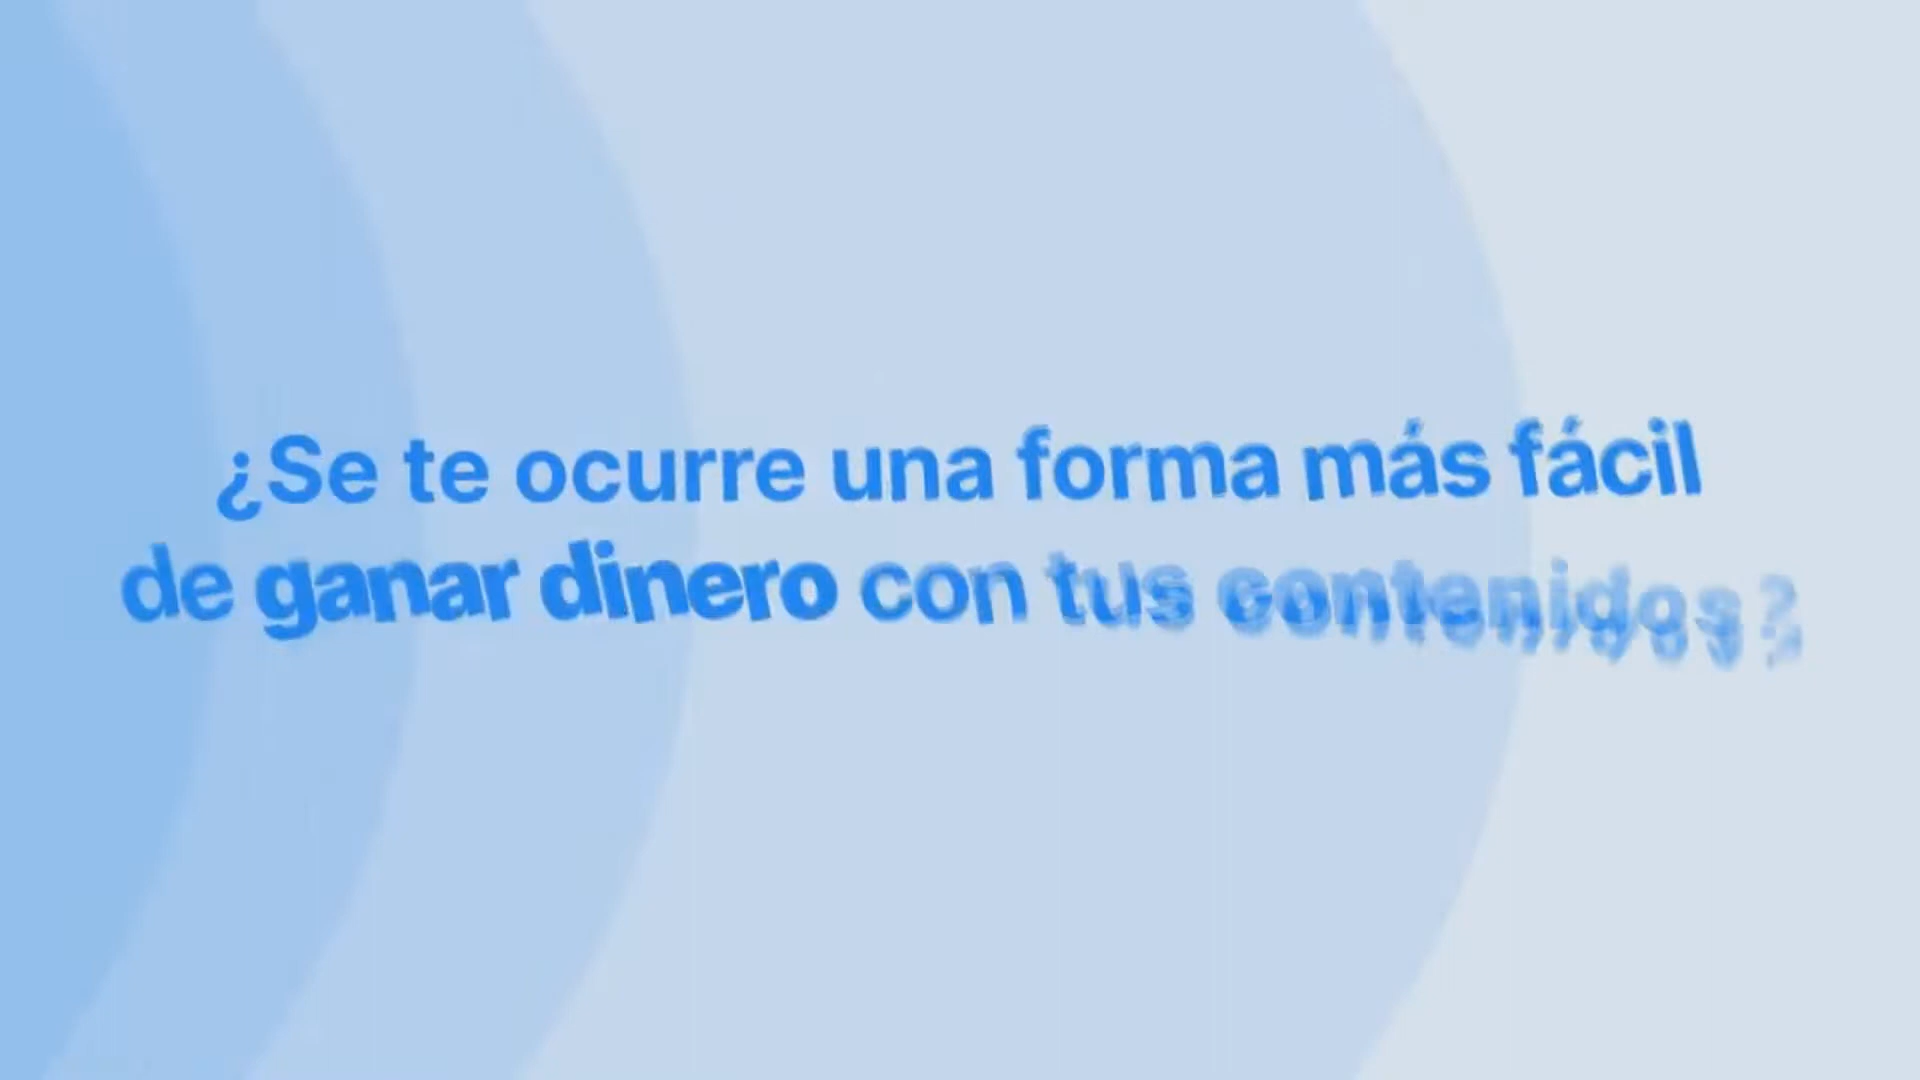 ¿Se te ocurre una forma más fácil
de ganar dinero con tus contenidos?